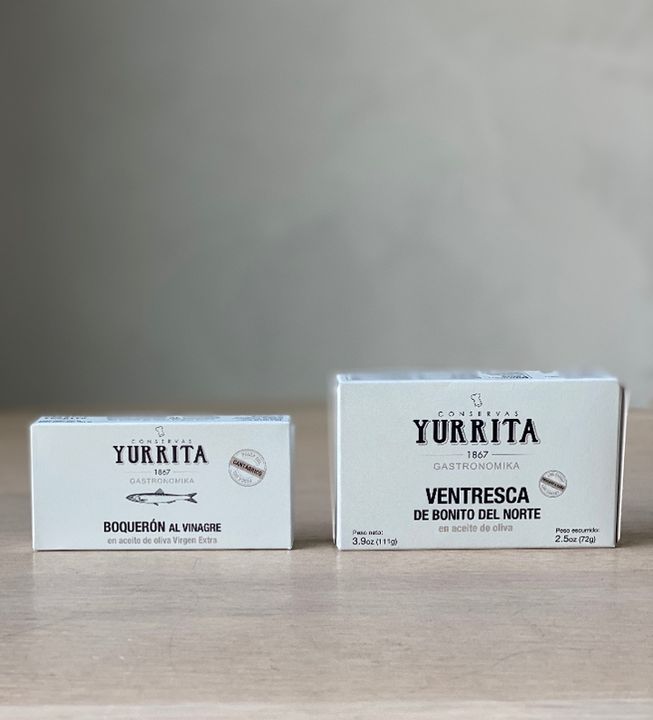 CONSERVAS
YURRITA
1867
GASTRONOMIKA
CANTÁBRICO
BOQUERÓN AL VINAGRE
en aceite de oliva Virgen Extra
CONSERVAS
YURRITA
1867
GASTRONOMIKA
VENTRESCA
DE BONITO DEL NORTE
en aceite de oliva
Peso neto:
3.9oz (111g)
Peso escurrido:
2.5oz (72g)